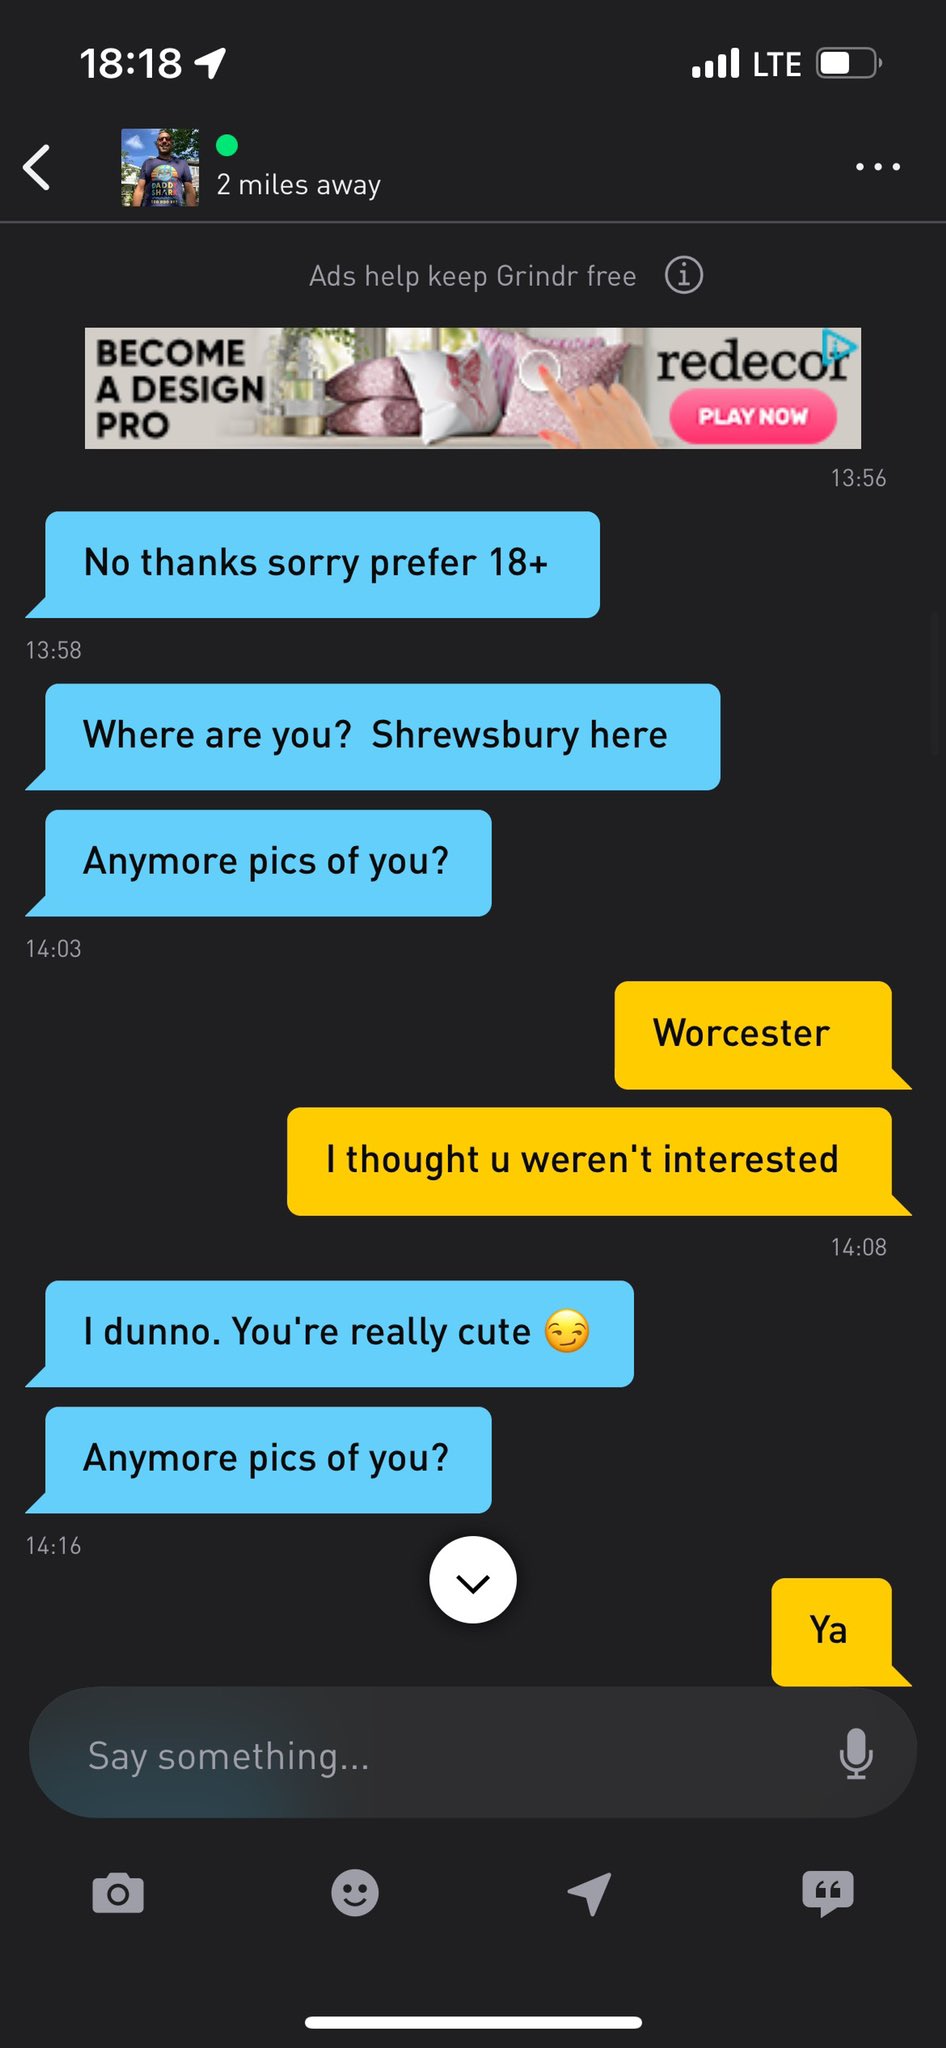 18:18
LTE
2 miles away
Ads help keep Grindr free
BECOME
A DESIGN
PRO
redecor
PLAY NOW
13:56
No thanks sorry prefer 18+
13:58
Where are you?  Shrewsbury here
Anymore pics of you?
14:03
Worcester
I thought u weren't interested
14:08
I dunno. You're really cute 😏
Anymore pics of you?
14:16
Ya
Say something...